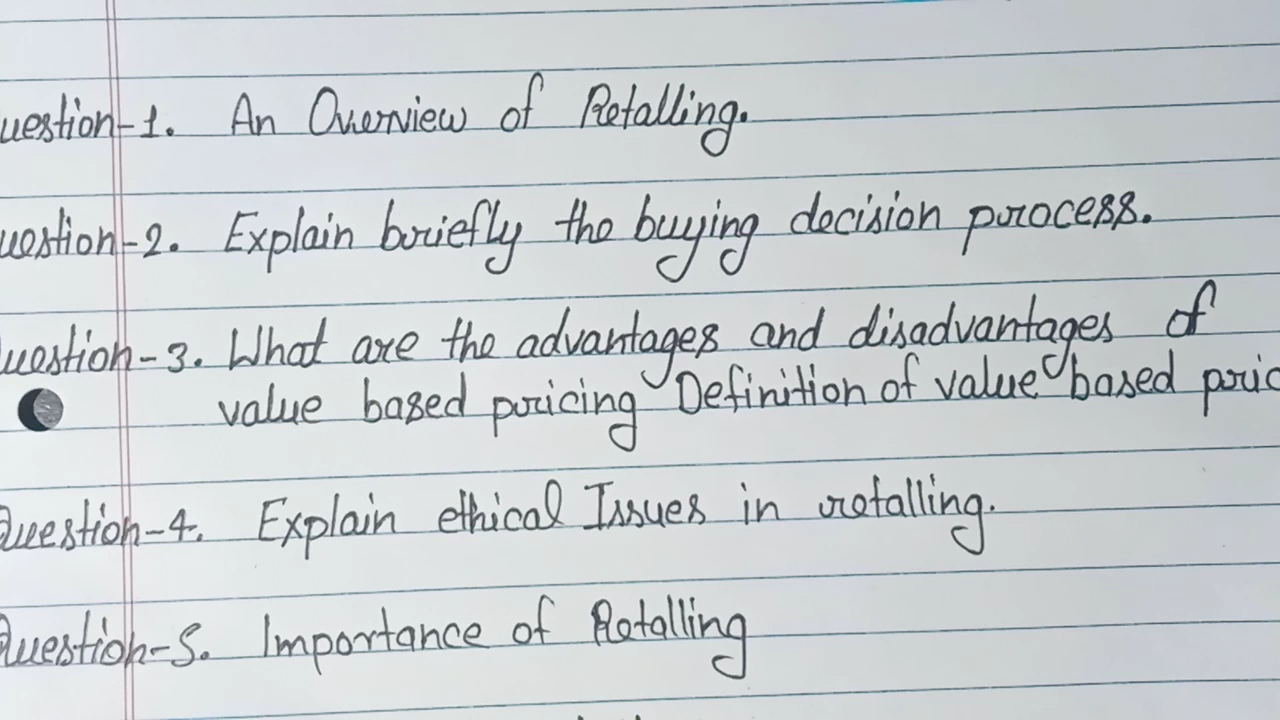 uestion-1. An Overview of Retalling.
uestion-2. Explain briefly the buying decision process.
uestion-3. What are the advantages and disadvantages of
value based pricing Definition of value based pric
Question-4. Explain ethical Issues in retalling.
Question-5. Importance of Retalling